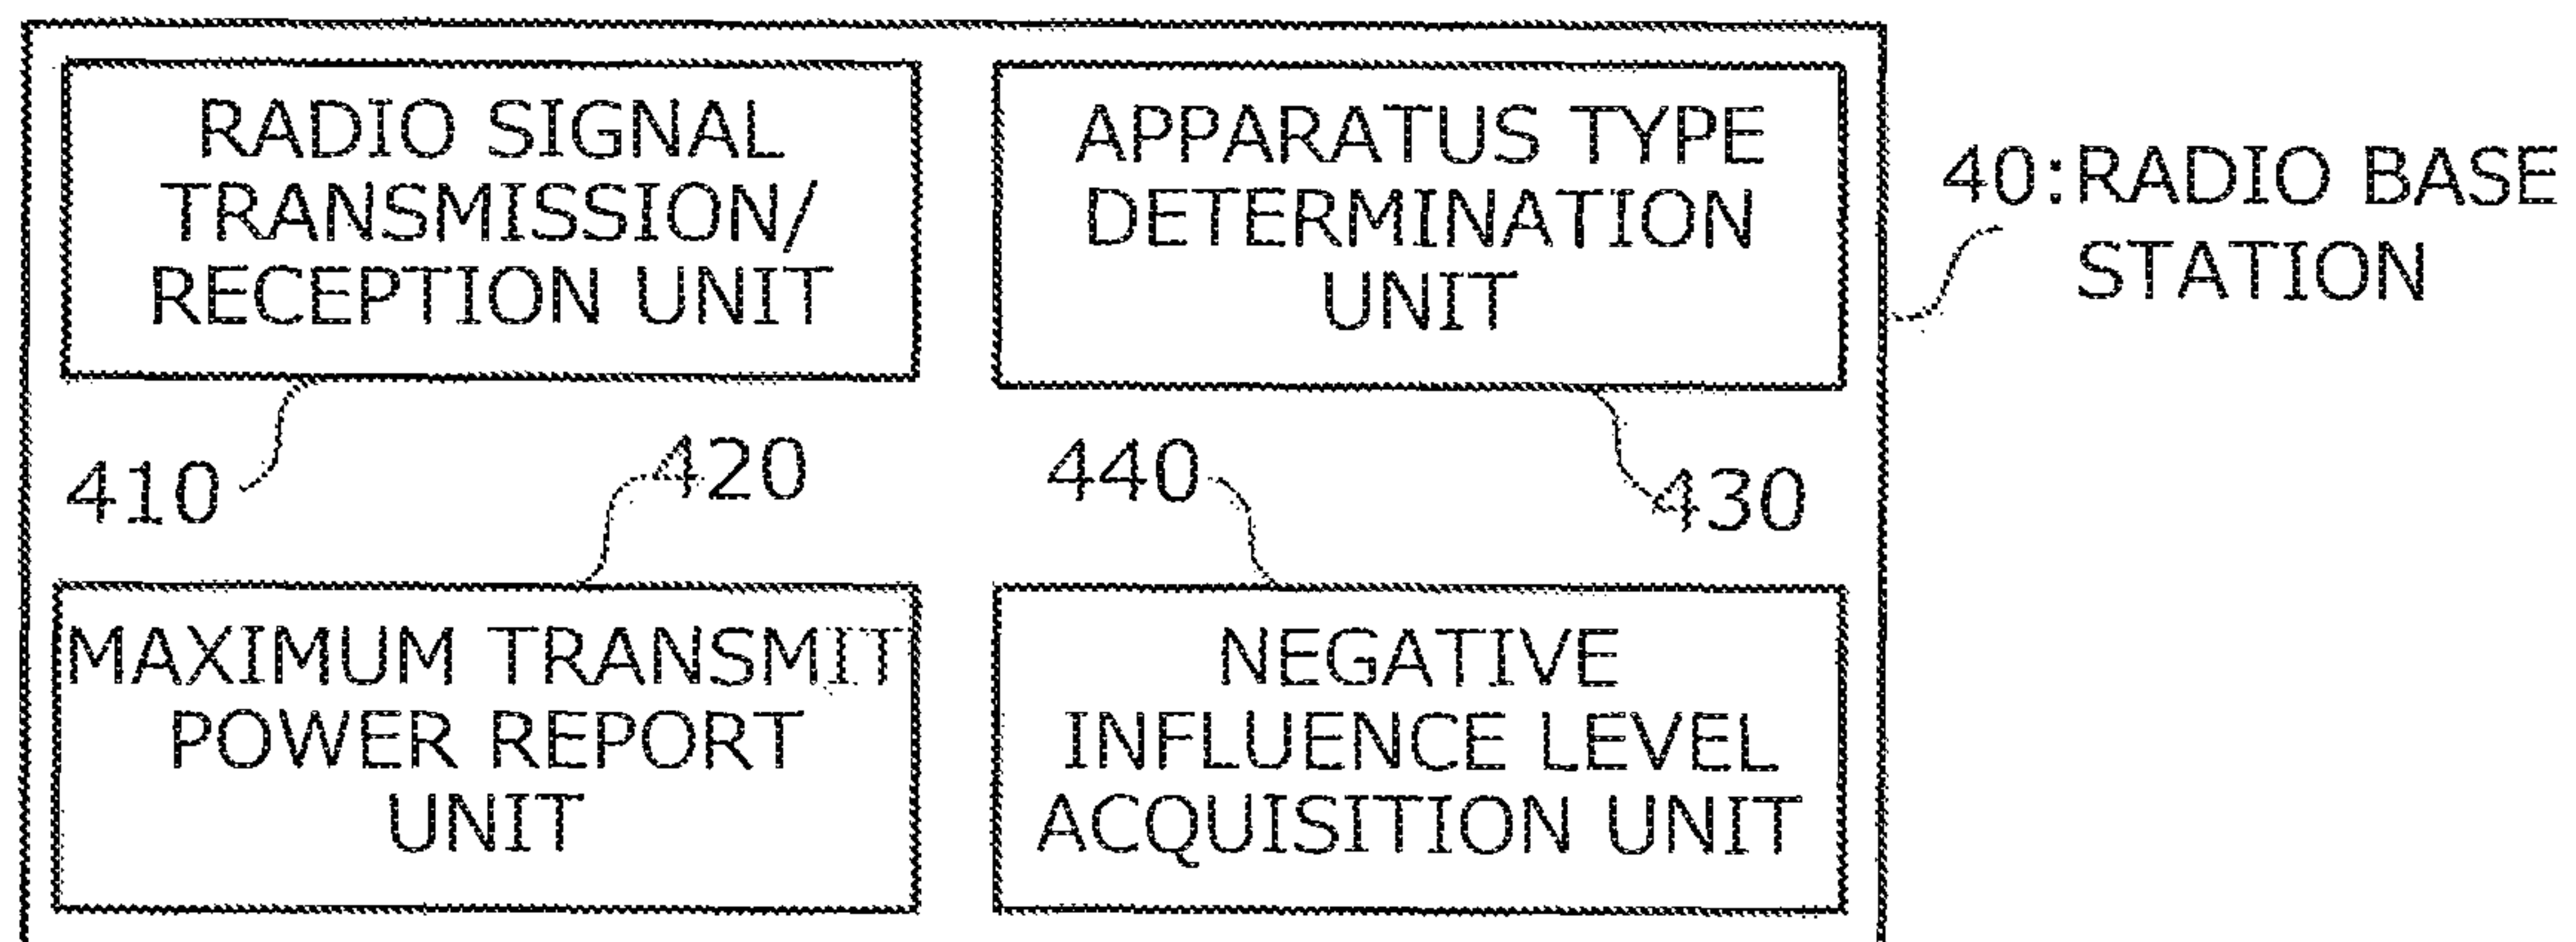 RADIO SIGNAL
TRANSMISSION/
RECEPTION UNIT
410
APPARATUS TYPE
DETERMINATION
UNIT
430
40:RADIO BASE
STATION
420
MAXIMUM TRANSMIT
POWER REPORT
UNIT
440
NEGATIVE
INFLUENCE LEVEL
ACQUISITION UNIT